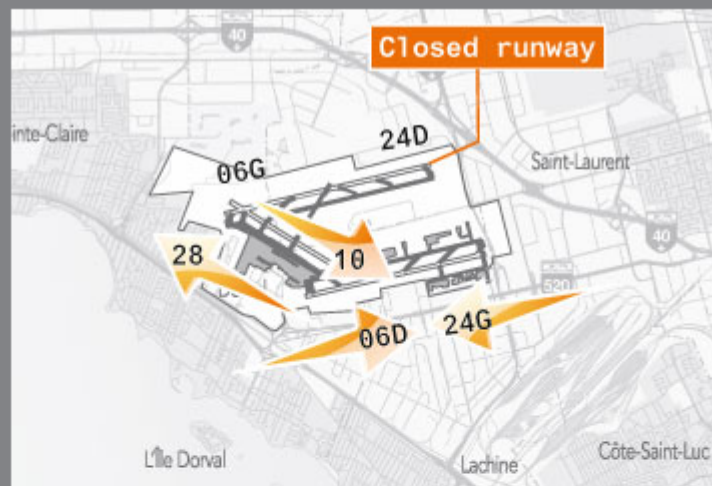 40
Closed runway
inte-Claire
24D
Saint-Laurent
06G
40
28
10
520
06D
24G
L'Île Dorval
Lachine
Côte-Saint-Luc